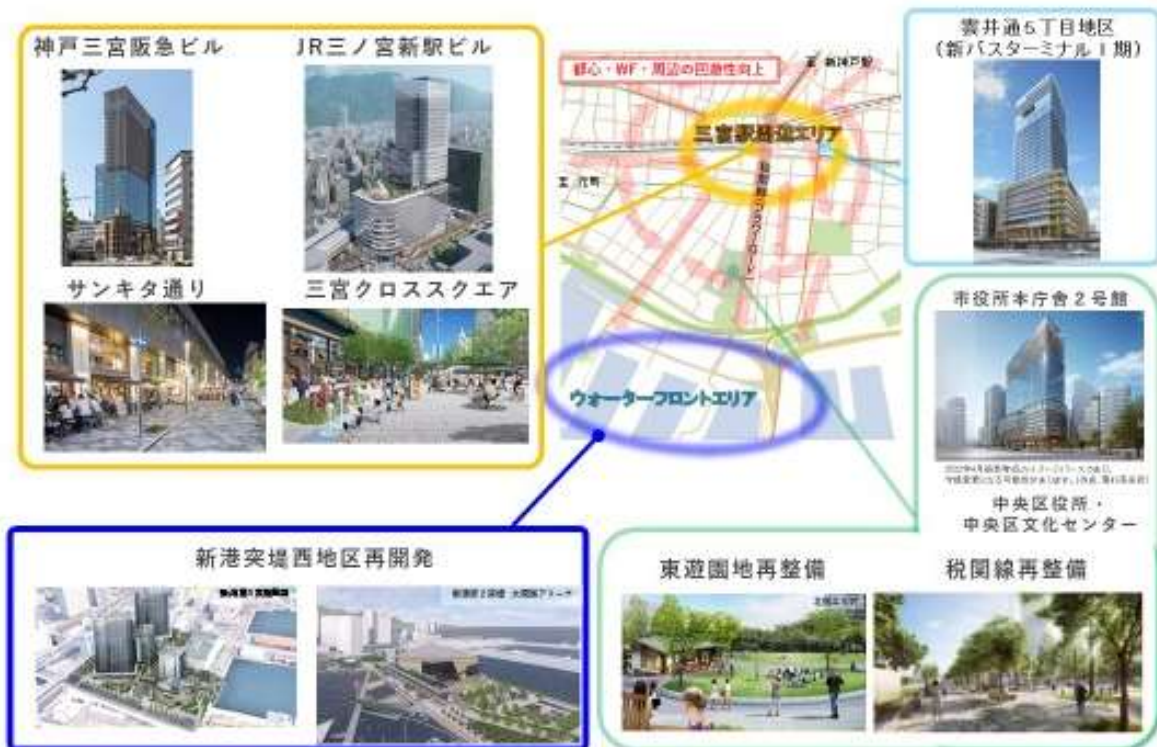 神戸三宮阪急ビル
JR三ノ宮新駅ビル
サンキタ通り
三宮クロススクエア
都心・WF・周辺の回遊性向上
至 新神戸駅
三宮駅周辺エリア
至 元町
ウォーターフロントエリア
雲井通5丁目地区
(新バスターミナルⅠ期)
市役所本庁舎2号館
中央区役所・
中央区文化センター
新港突堤西地区再開発
東遊園地再整備
税関線再整備